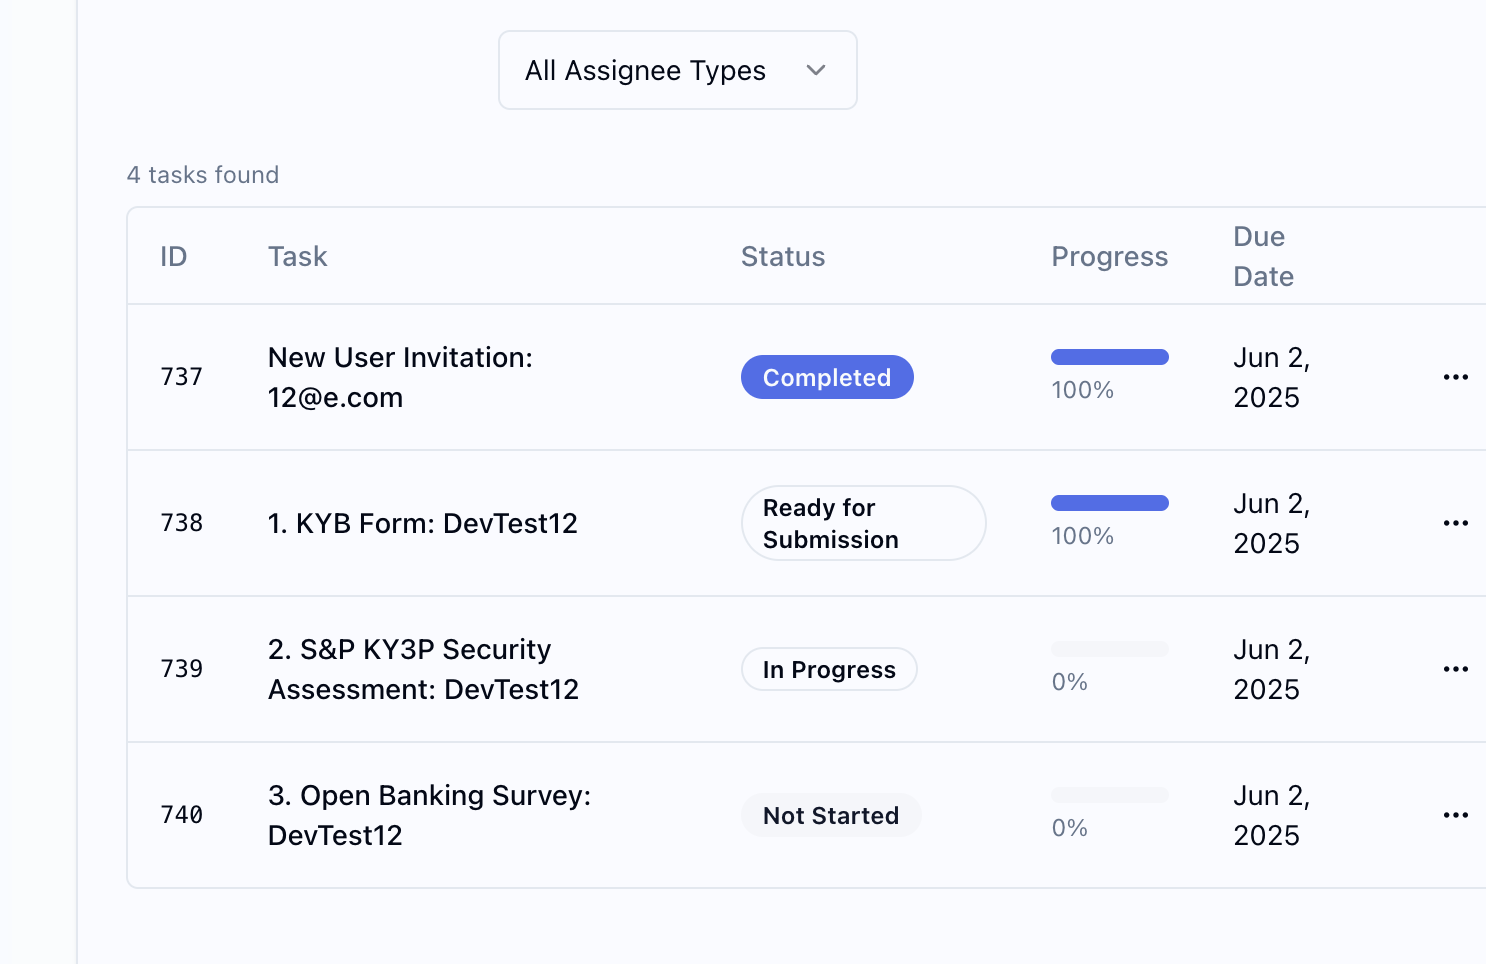 All Assignee Types
4 tasks found
ID Task Status Progress Due
Date
New User Invitation:
12@e.com
737
Completed
100%
Jun 2,
2025
738
1. KYB Form: DevTest12
Ready for
Submission
100%
Jun 2,
2025
739
2. S&P KY3P Security
Assessment: DevTest12
In Progress
0%
Jun 2,
2025
740
3. Open Banking Survey:
DevTest12
Not Started
0%
Jun 2,
2025